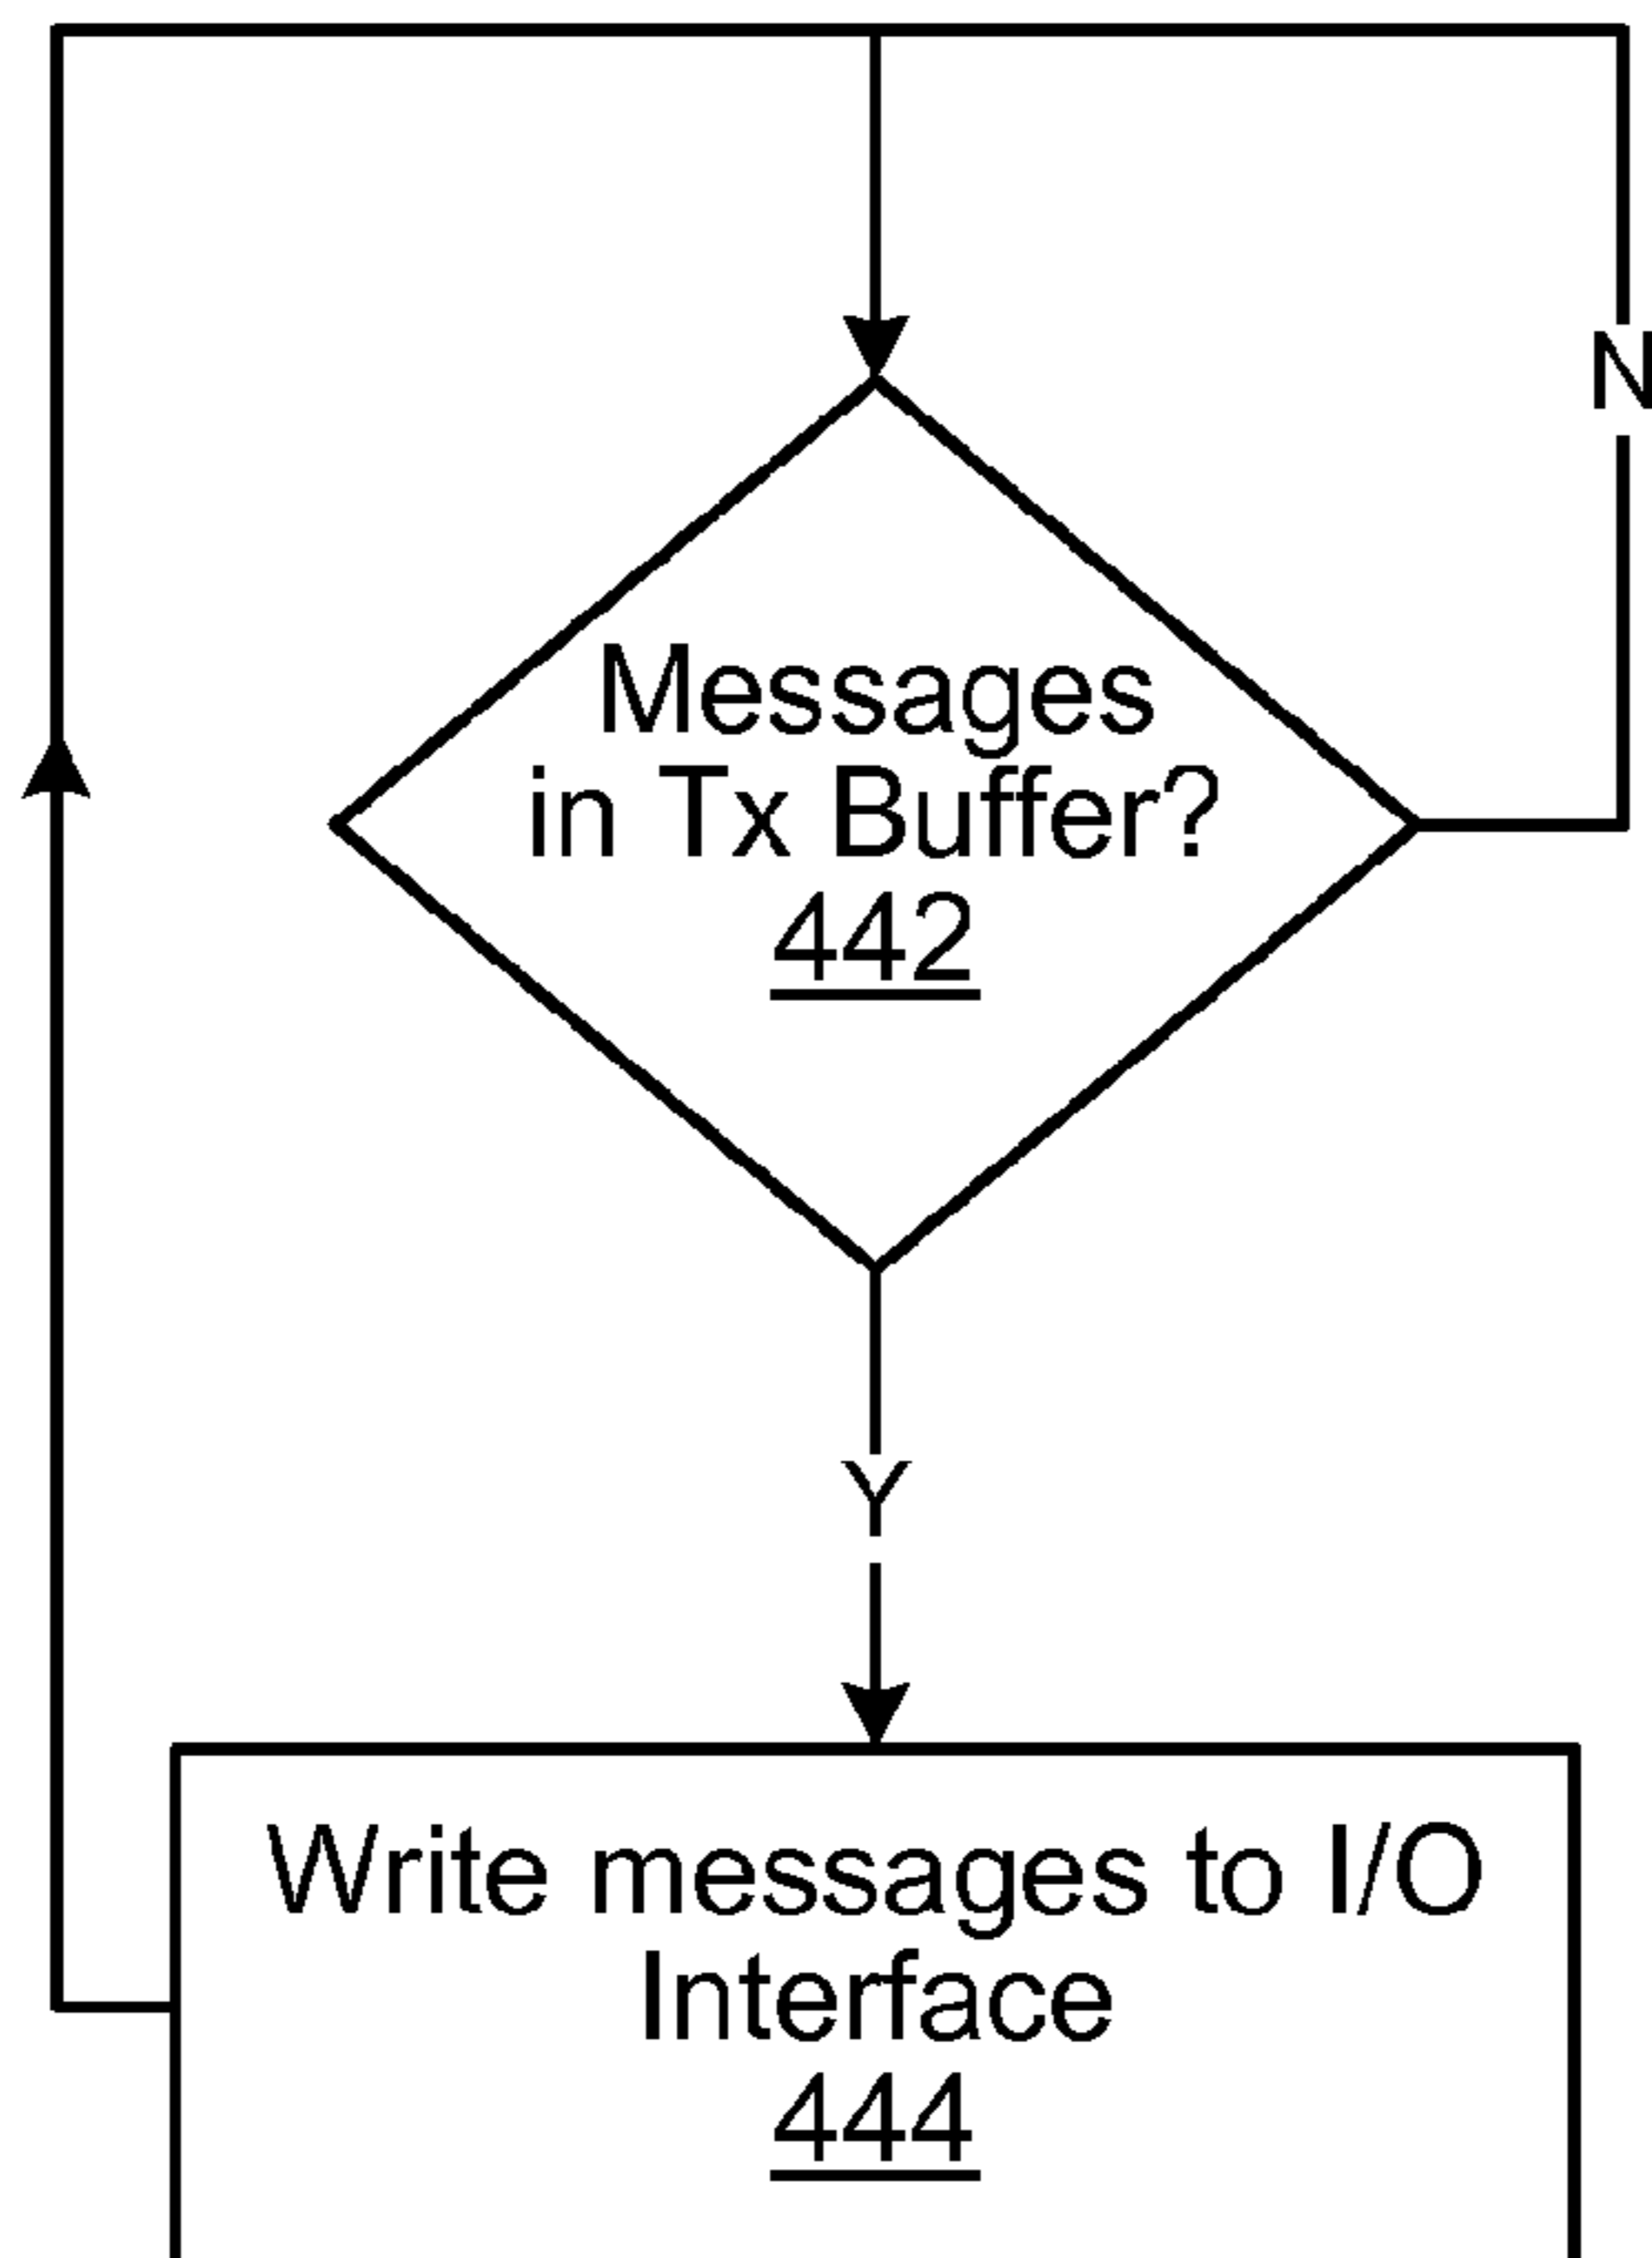 N
Messages
in Tx Buffer?
442
Y
Write messages to I/O
Interface
444